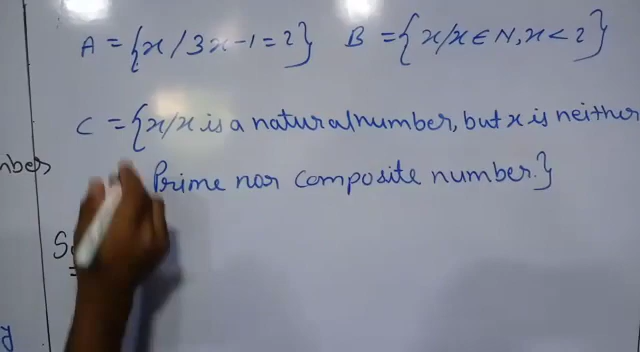 A = {x / 3x-1=2} B = {x/x ∈ N, x < 2}
C = {x/x is a natural number, but x is neither
Prime nor composite number.}